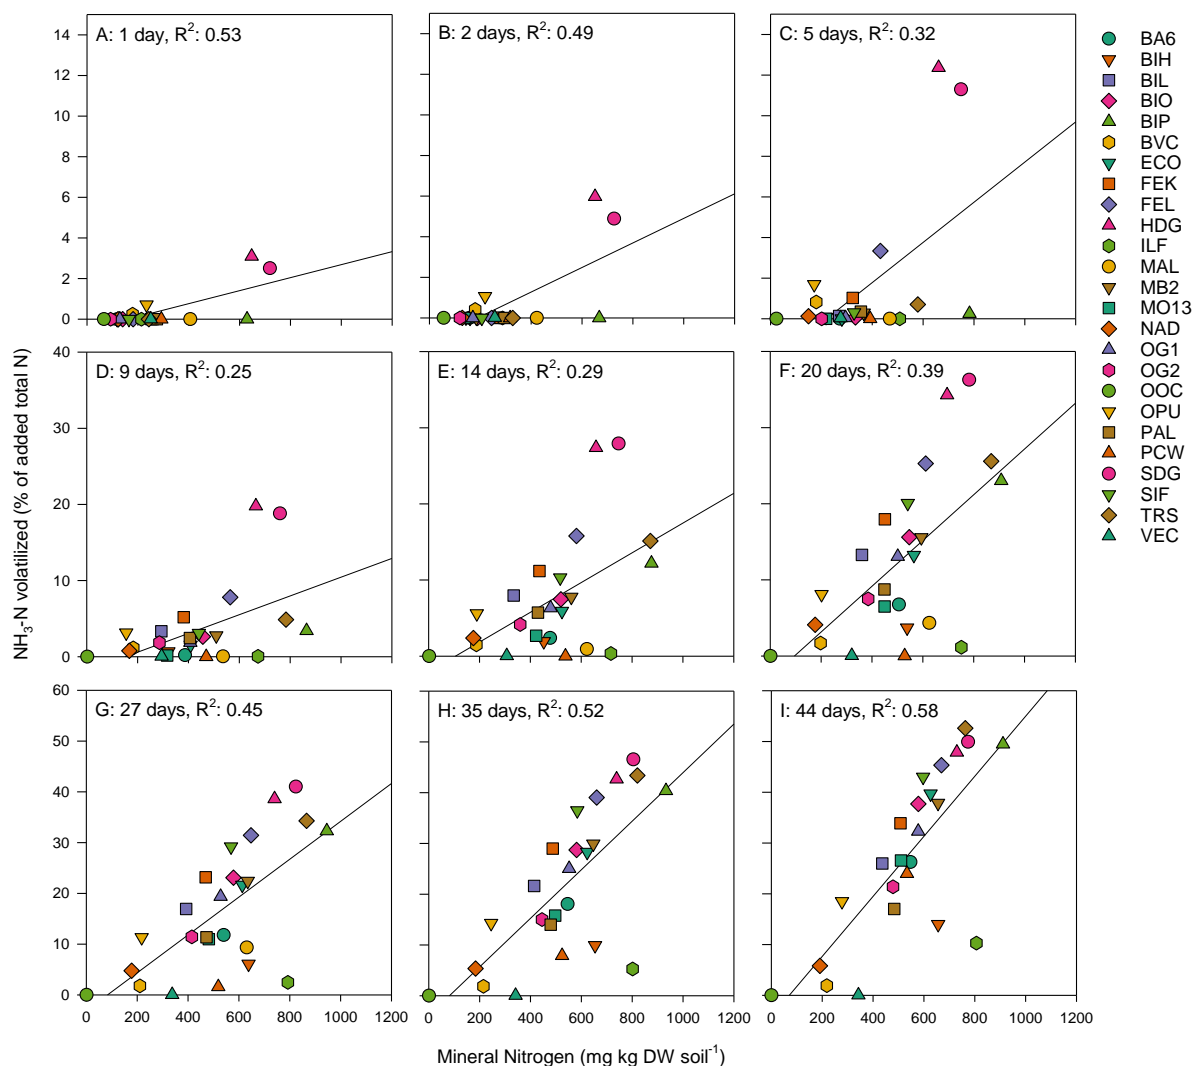 A: 1 day, R²: 0.53
B: 2 days, R²: 0.49
C: 5 days, R²: 0.32
14
12
10
8
6
4
2
0
D: 9 days, R²: 0.25
E: 14 days, R²: 0.29
F: 20 days, R²: 0.39
40
30
20
10
0
G: 27 days, R²: 0.45
H: 35 days, R²: 0.52
I: 44 days, R²: 0.58
60
50
40
30
20
10
0
0 200 400 600 800 1000 1200
0 200 400 600 800 1000 1200
0 200 400 600 800 1000 1200
NH₃-N volatilized (% of added total N)
Mineral Nitrogen (mg kg DW soil⁻¹)
BA6
BIH
BIL
BIO
BIP
BVC
ECO
FEK
FEL
HDG
ILF
MAL
MB2
MO13
NAD
OG1
OG2
OOC
OPU
PAL
PCW
SDG
SIF
TRS
VEC